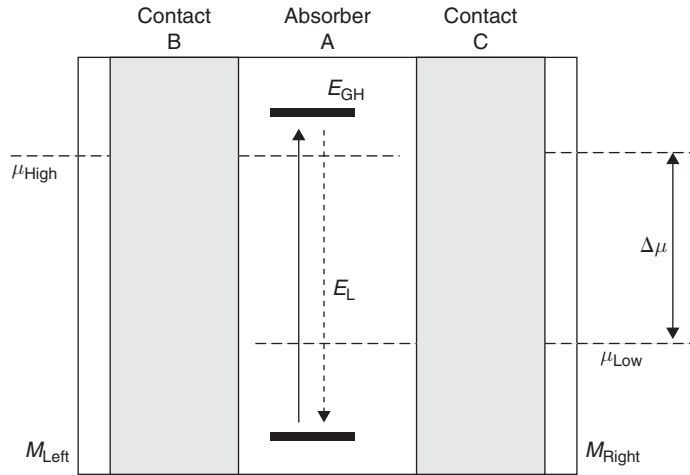 Contact Absorber Contact
B A C
E_GH
μ_High
Δμ
E_L
μ_Low
M_Left M_Right